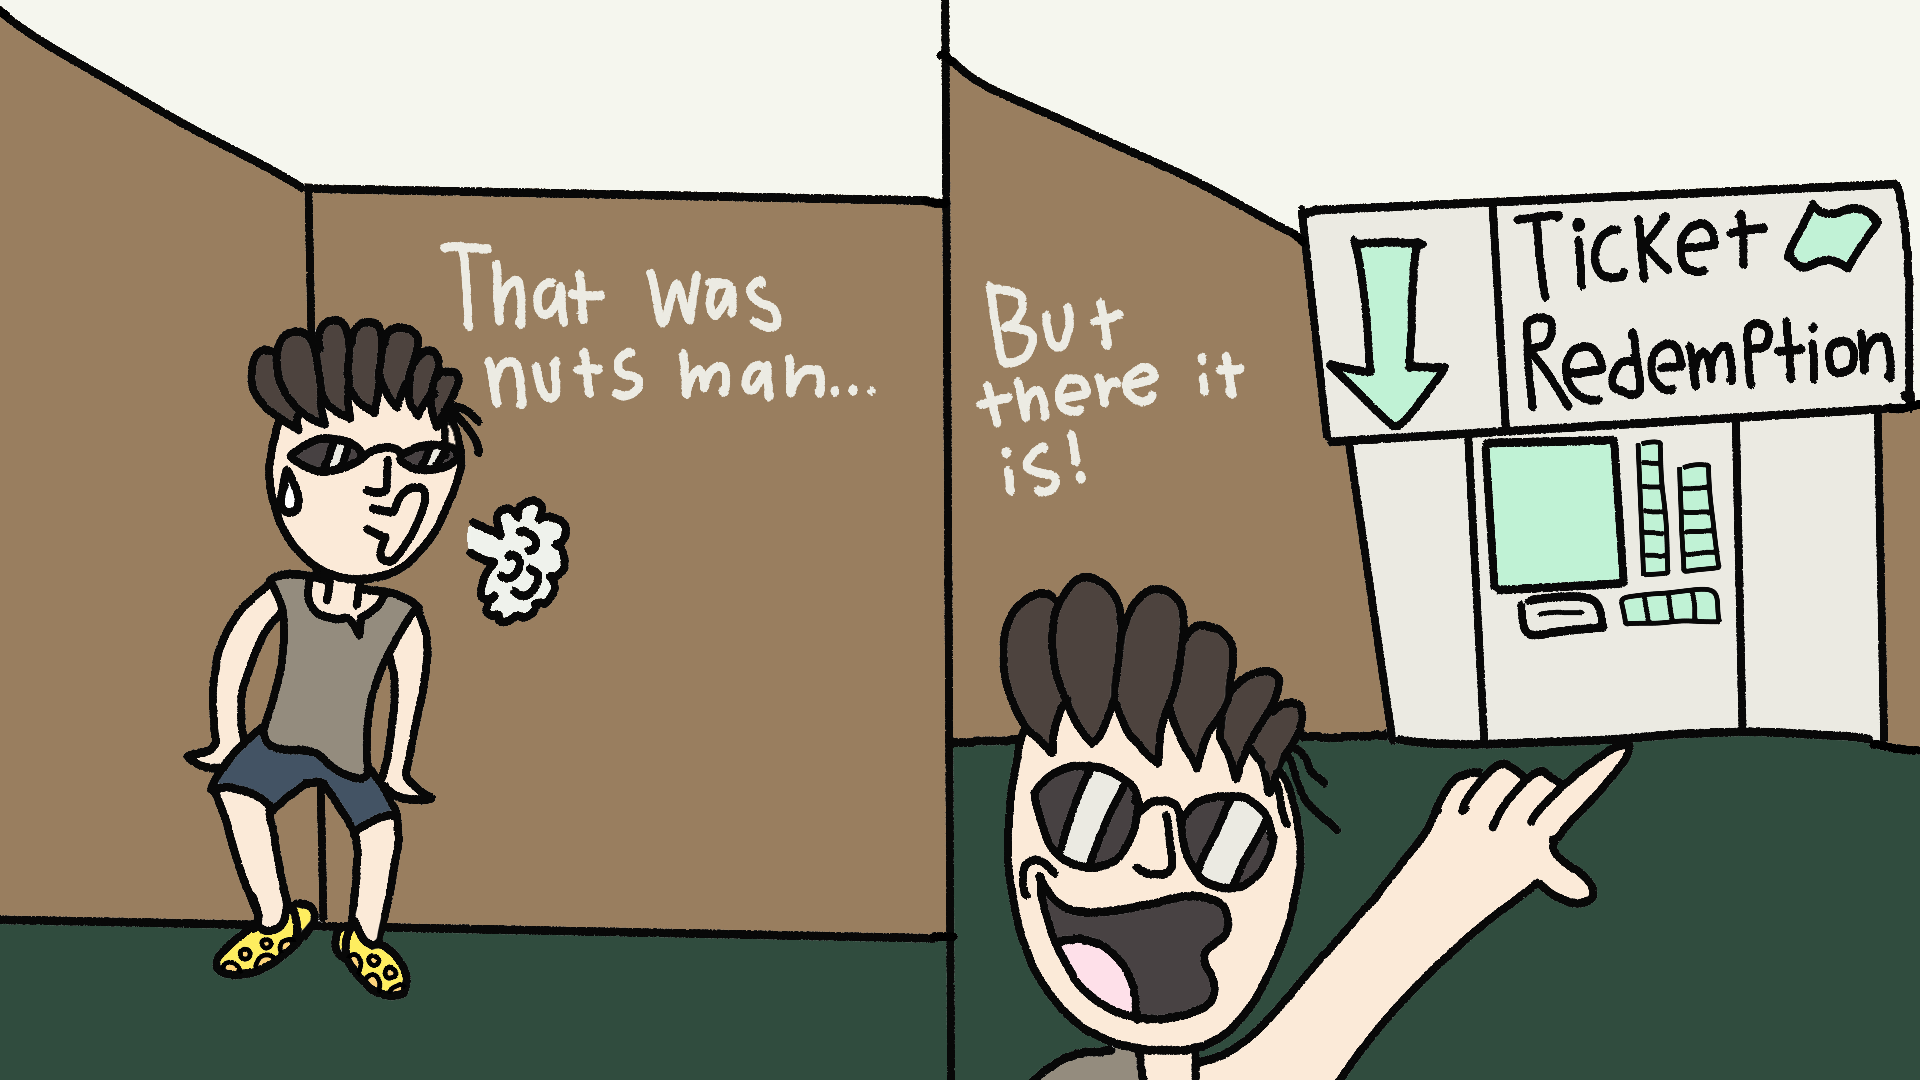 That was
nuts man...
But
there it
is!
Ticket
Redemption